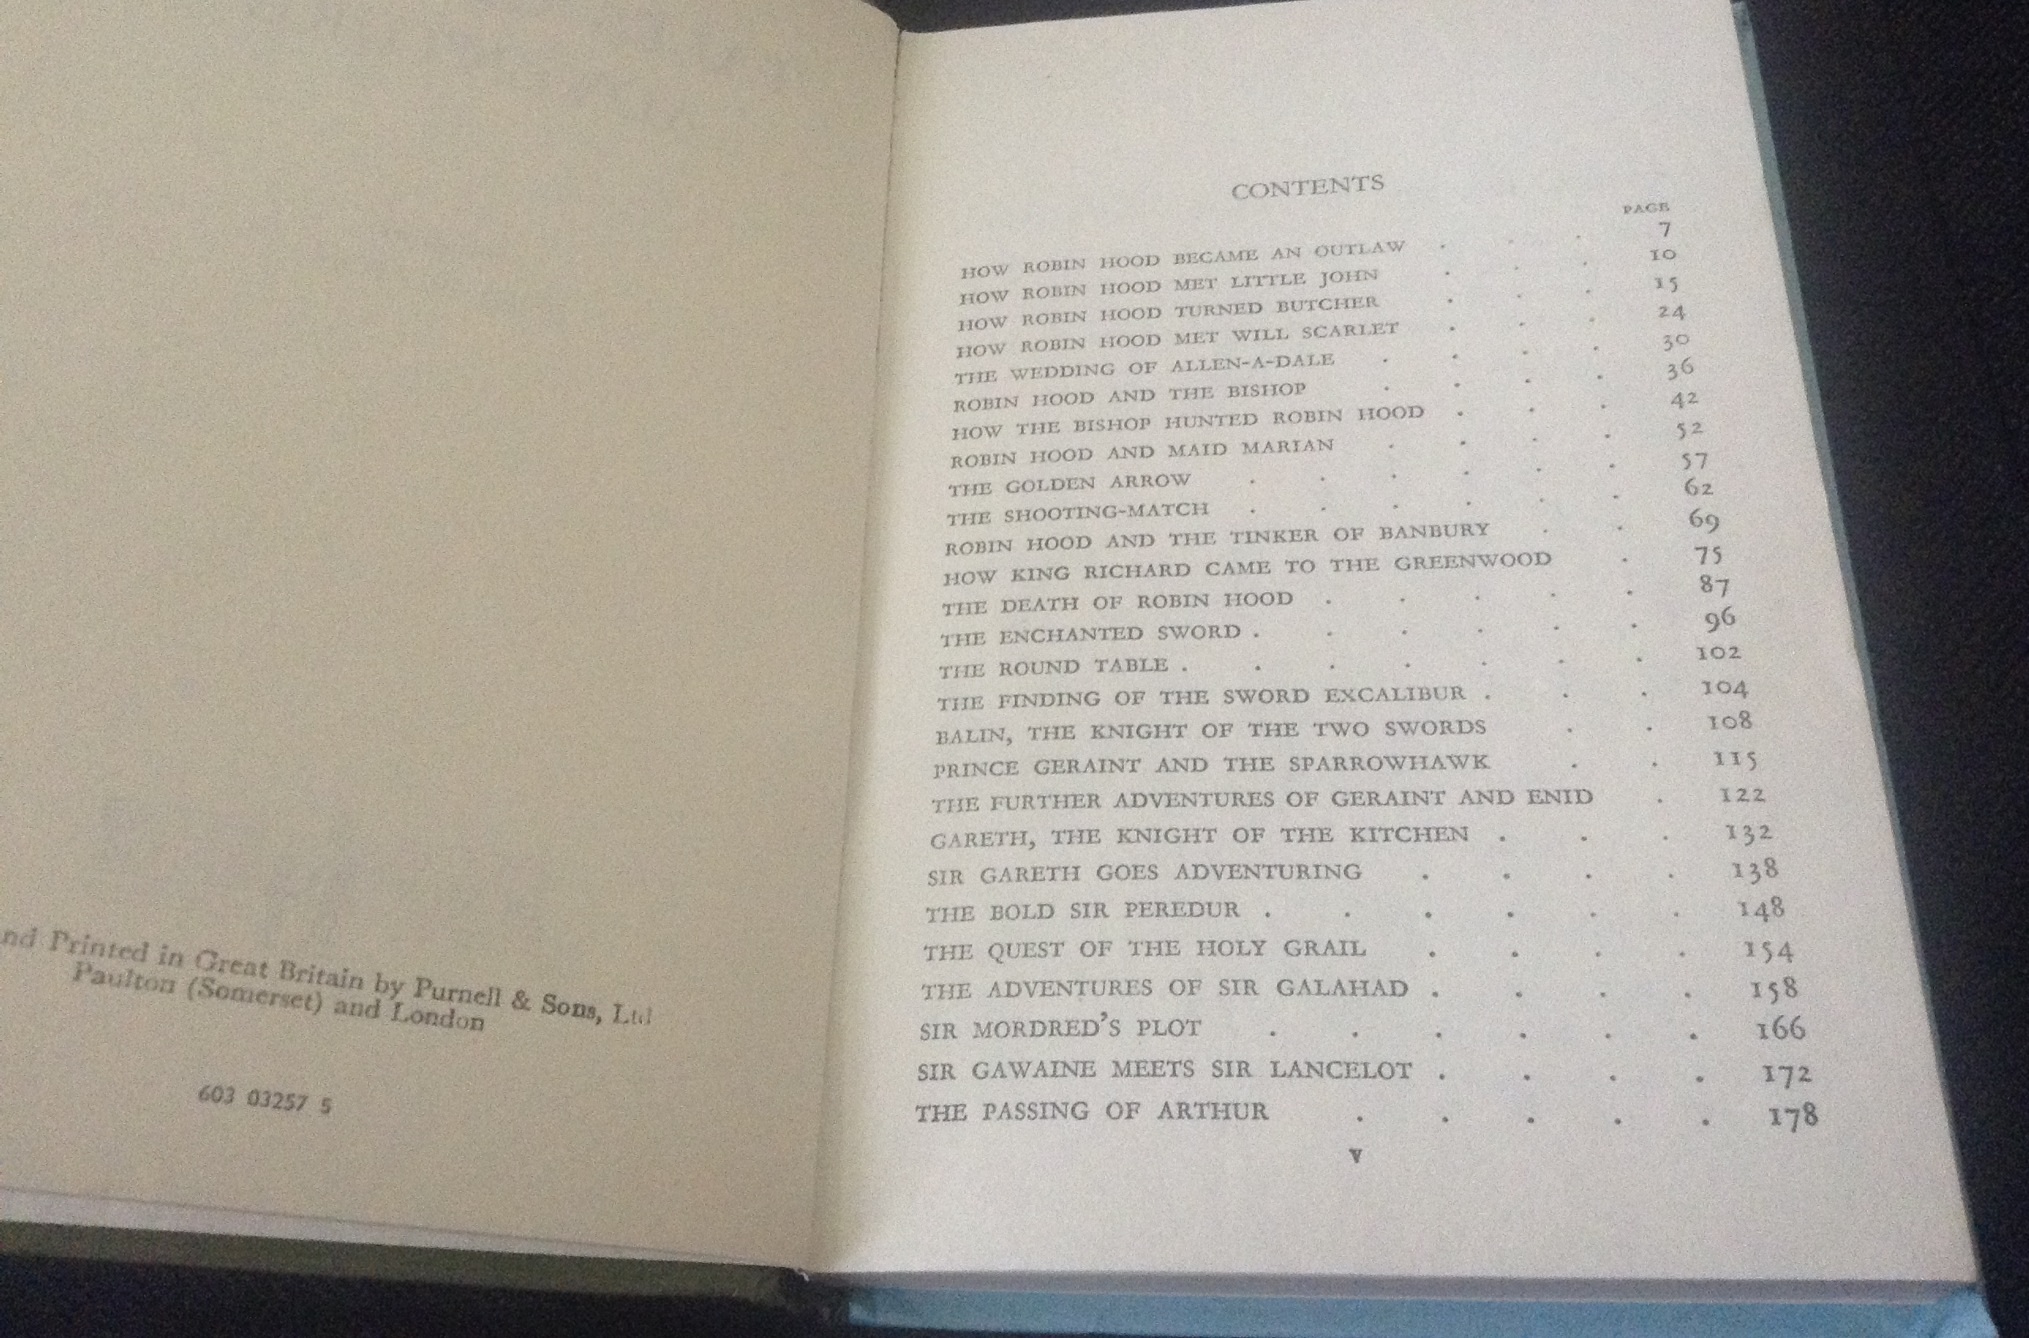 nd Printed in Great Britain by Purnell & Sons, Ltd
Paulton (Somerset) and London
603 03257 5
CONTENTS
PAGE
HOW ROBIN HOOD BECAME AN OUTLAW . . . 7
HOW ROBIN HOOD MET LITTLE JOHN . . . 10
HOW ROBIN HOOD TURNED BUTCHER . . . 15
HOW ROBIN HOOD MET WILL SCARLET . . . 24
THE WEDDING OF ALLEN-A-DALE . . . . 30
ROBIN HOOD AND THE BISHOP . . . . 36
HOW THE BISHOP HUNTED ROBIN HOOD . . . 42
ROBIN HOOD AND MAID MARIAN . . . . 52
THE GOLDEN ARROW . . . . . . 57
THE SHOOTING-MATCH . . . . . . 62
ROBIN HOOD AND THE TINKER OF BANBURY . . 69
HOW KING RICHARD CAME TO THE GREENWOOD . 75
THE DEATH OF ROBIN HOOD . . . . . 87
THE ENCHANTED SWORD . . . . . . 96
THE ROUND TABLE . . . . . . . 102
THE FINDING OF THE SWORD EXCALIBUR . . . 104
BALIN, THE KNIGHT OF THE TWO SWORDS . . 108
PRINCE GERAINT AND THE SPARROWHAWK . . 115
THE FURTHER ADVENTURES OF GERAINT AND ENID . 122
GARETH, THE KNIGHT OF THE KITCHEN . . . 132
SIR GARETH GOES ADVENTURING . . . . 138
THE BOLD SIR PEREDUR . . . . . . 148
THE QUEST OF THE HOLY GRAIL . . . . 154
THE ADVENTURES OF SIR GALAHAD . . . . 158
SIR MORDRED'S PLOT . . . . . . 166
SIR GAWAINE MEETS SIR LANCELOT . . . . 172
THE PASSING OF ARTHUR . . . . . 178
v